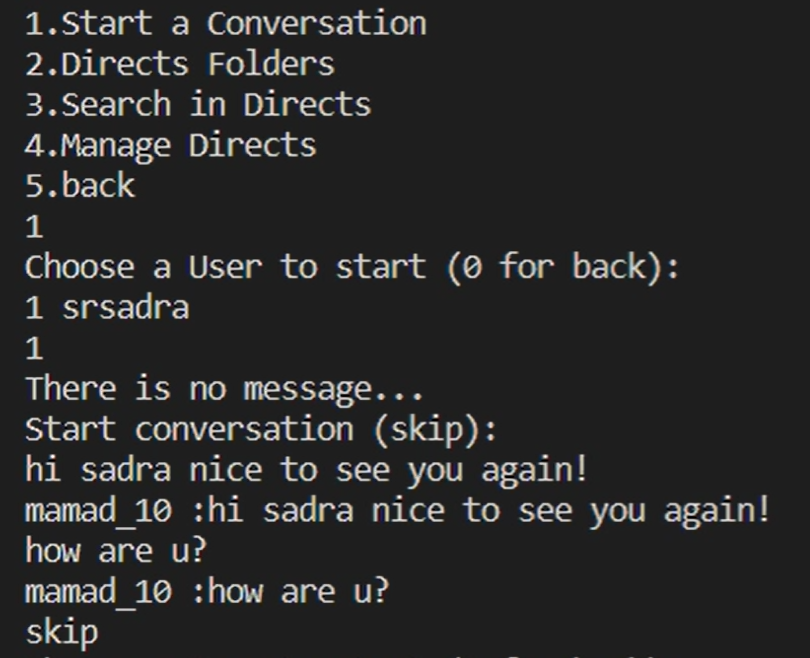 1.Start a Conversation
2.Directs Folders
3.Search in Directs
4.Manage Directs
5.back
1
Choose a User to start (0 for back):
1 srsadra
1
There is no message...
Start conversation (skip):
hi sadra nice to see you again!
mamad_10 :hi sadra nice to see you again!
how are u?
mamad_10 :how are u?
skip